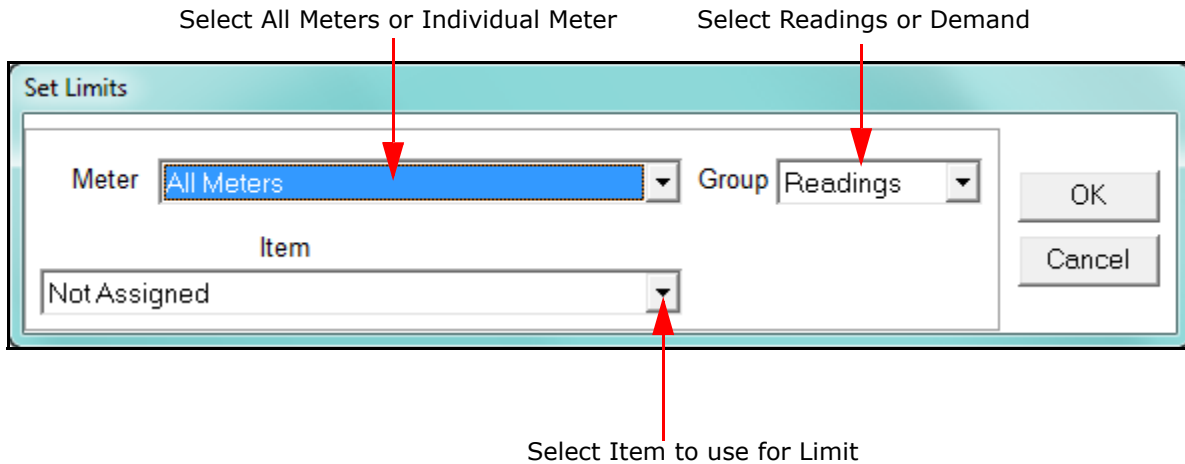 Select All Meters or Individual Meter
Select Readings or Demand
Set Limits
Meter
All Meters
Group
Readings
OK
Item
Cancel
Not Assigned
Select Item to use for Limit